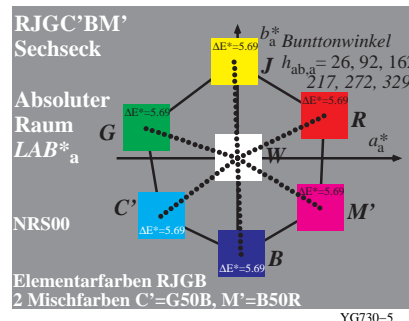 RJGC’BM’
Sechseck
b*a
Bunttonwinkel
hab,a = 26, 92, 162
217, 272, 329
ΔE*=5.69
J
Absoluter
Raum
LAB*a
ΔE*=5.69
G
ΔE*=5.69
R
a*a
W
ΔE*=5.69
C’
ΔE*=5.69
M’
NRS00
ΔE*=5.69
B
Elementarfarben RJGB
2 Mischfarben C’=G50B, M’=B50R
YG730–5